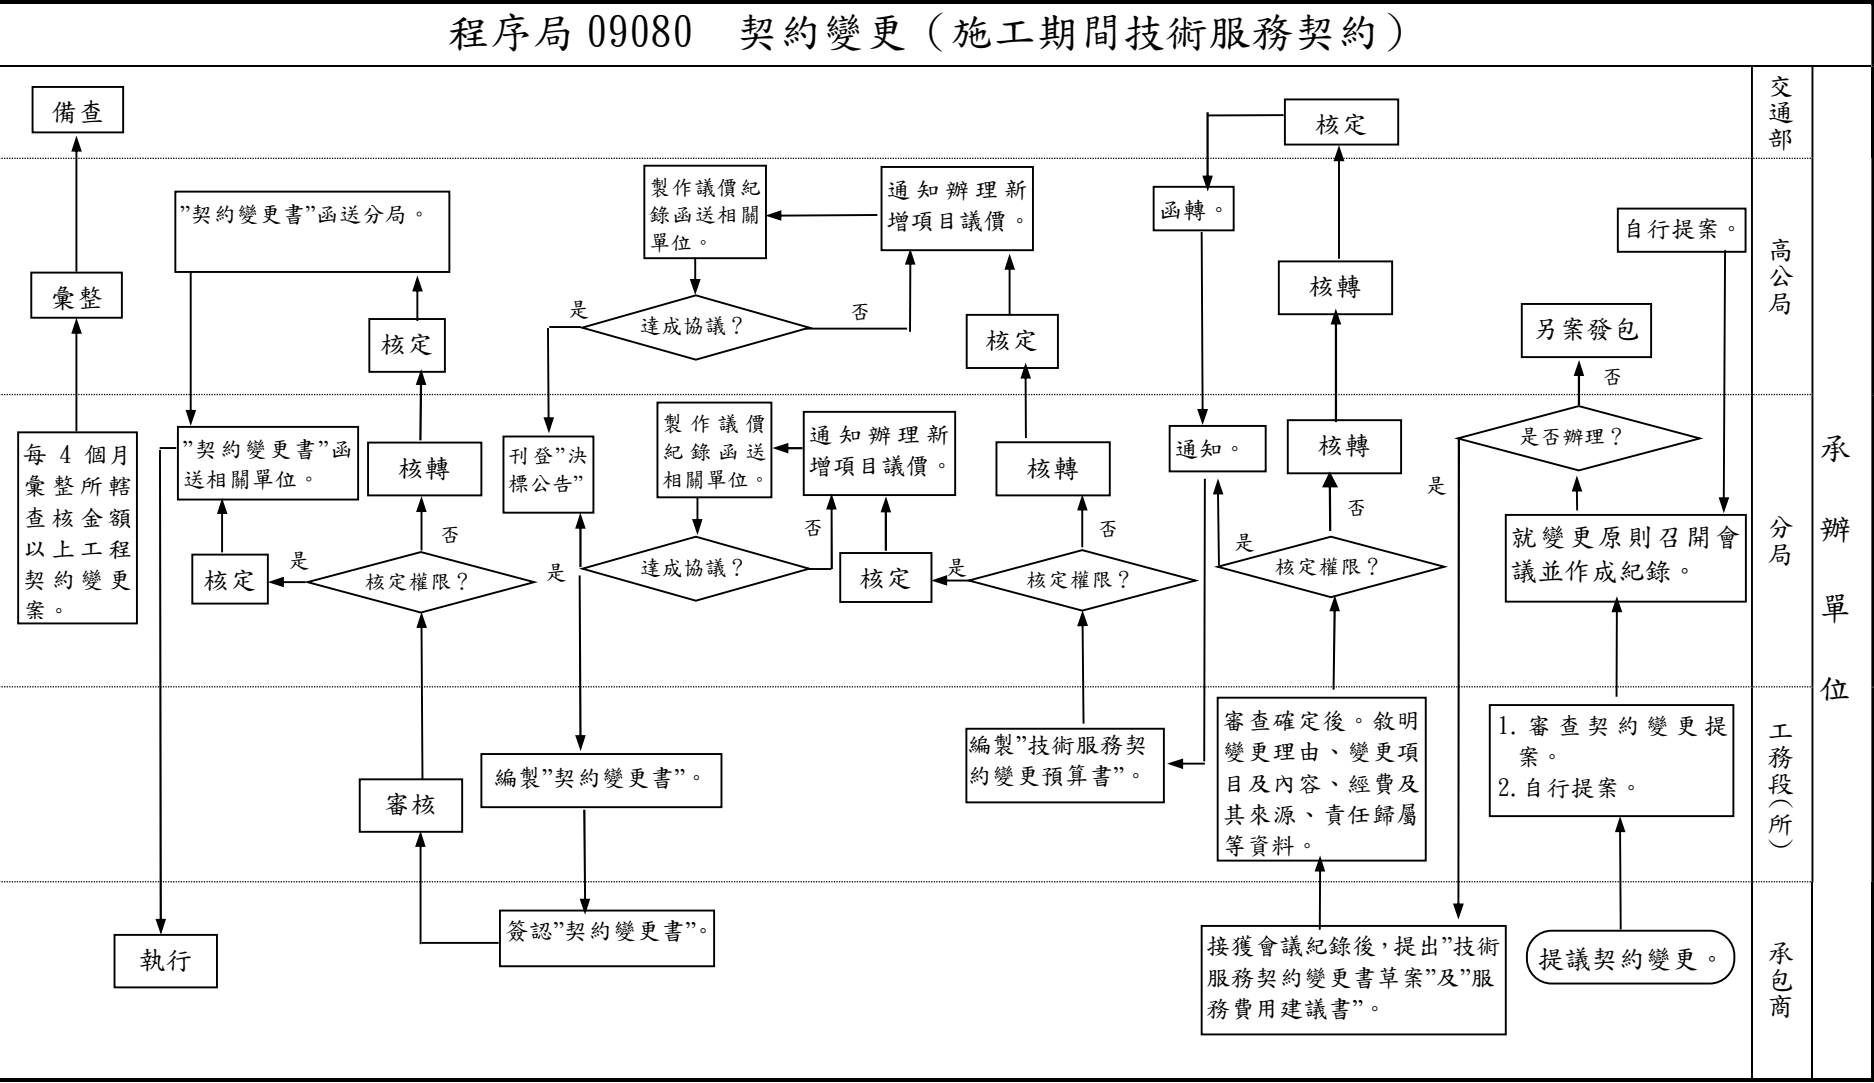 程序局 09080　契約變更（施工期間技術服務契約）
交通部
高公局
分局
工務段(所)
承包商
承辦單位
備查
核定
”契約變更書”函送分局。
製作議價紀
錄函送相關
單位。
通知辦理新
增項目議價。
函轉。
自行提案。
彙整
核轉
是
達成協議？
否
核定
核定
另案發包
否
每 4 個月
彙整所轄
查核金額
以上工程
契約變更
案。
”契約變更書”函
送相關單位。
核轉
刊登”決
標公告”
製作議價
紀錄函送
相關單位。
通知辦理新
增項目議價。
核轉
通知。
核轉
是否辦理？
是
否
否
否
否
就變更原則召開會
議並作成紀錄。
核定
是
核定權限？
是
達成協議？
核定
是
核定權限？
是
核定權限？
審核
編製”契約變更書”。
編製”技術服務契
約變更預算書”。
審查確定後。敘明
變更理由、變更項
目及內容、經費及
其來源、責任歸屬
等資料。
1. 審查契約變更提
案。
2. 自行提案。
執行
簽認”契約變更書”。
接獲會議紀錄後，提出”技術
服務契約變更書草案”及”服
務費用建議書”。
提議契約變更。